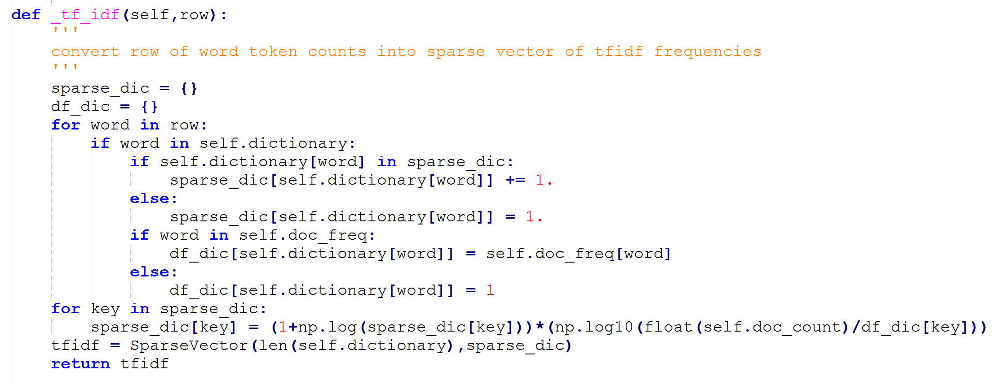 def _tf_idf(self,row):
    '''
    convert row of word token counts into sparse vector of tfidf frequencies
    '''
    sparse_dic = {}
    df_dic = {}
    for word in row:
        if word in self.dictionary:
            if self.dictionary[word] in sparse_dic:
                sparse_dic[self.dictionary[word]] += 1.
            else:
                sparse_dic[self.dictionary[word]] = 1.
            if word in self.doc_freq:
                df_dic[self.dictionary[word]] = self.doc_freq[word]
            else:
                df_dic[self.dictionary[word]] = 1
    for key in sparse_dic:
        sparse_dic[key] = (1+np.log(sparse_dic[key]))*(np.log10(float(self.doc_count)/df_dic[key]))
    tfidf = SparseVector(len(self.dictionary),sparse_dic)
    return tfidf